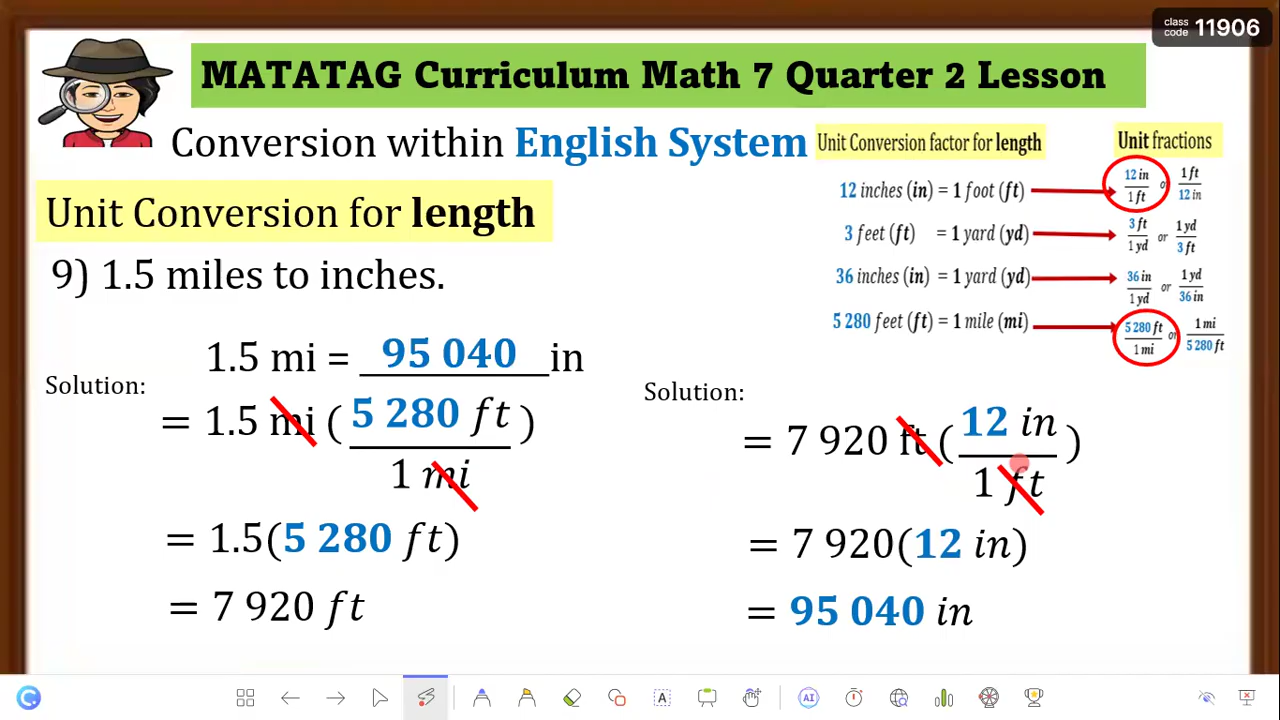 class code 11906
MATATAG Curriculum Math 7 Quarter 2 Lesson
Conversion within English System
Unit Conversion for length
9) 1.5 miles to inches.
Unit Conversion factor for length
Unit fractions
12 inches (in) = 1 foot (ft) 12 in/1 ft or 1 ft/12 in
3 feet (ft) = 1 yard (yd) 3 ft/1 yd or 1 yd/3 ft
36 inches (in) = 1 yard (yd) 36 in/1 yd or 1 yd/36 in
5 280 feet (ft) = 1 mile (mi) 5 280 ft/1 mi or 1 mi/5 280 ft
1.5 mi = 95 040 in
Solution:
= 1.5 mi (5 280 ft/1 mi)
= 1.5(5 280 ft)
= 7 920 ft
Solution:
= 7 920 ft (12 in/1 ft)
= 7 920(12 in)
= 95 040 in
A
AI